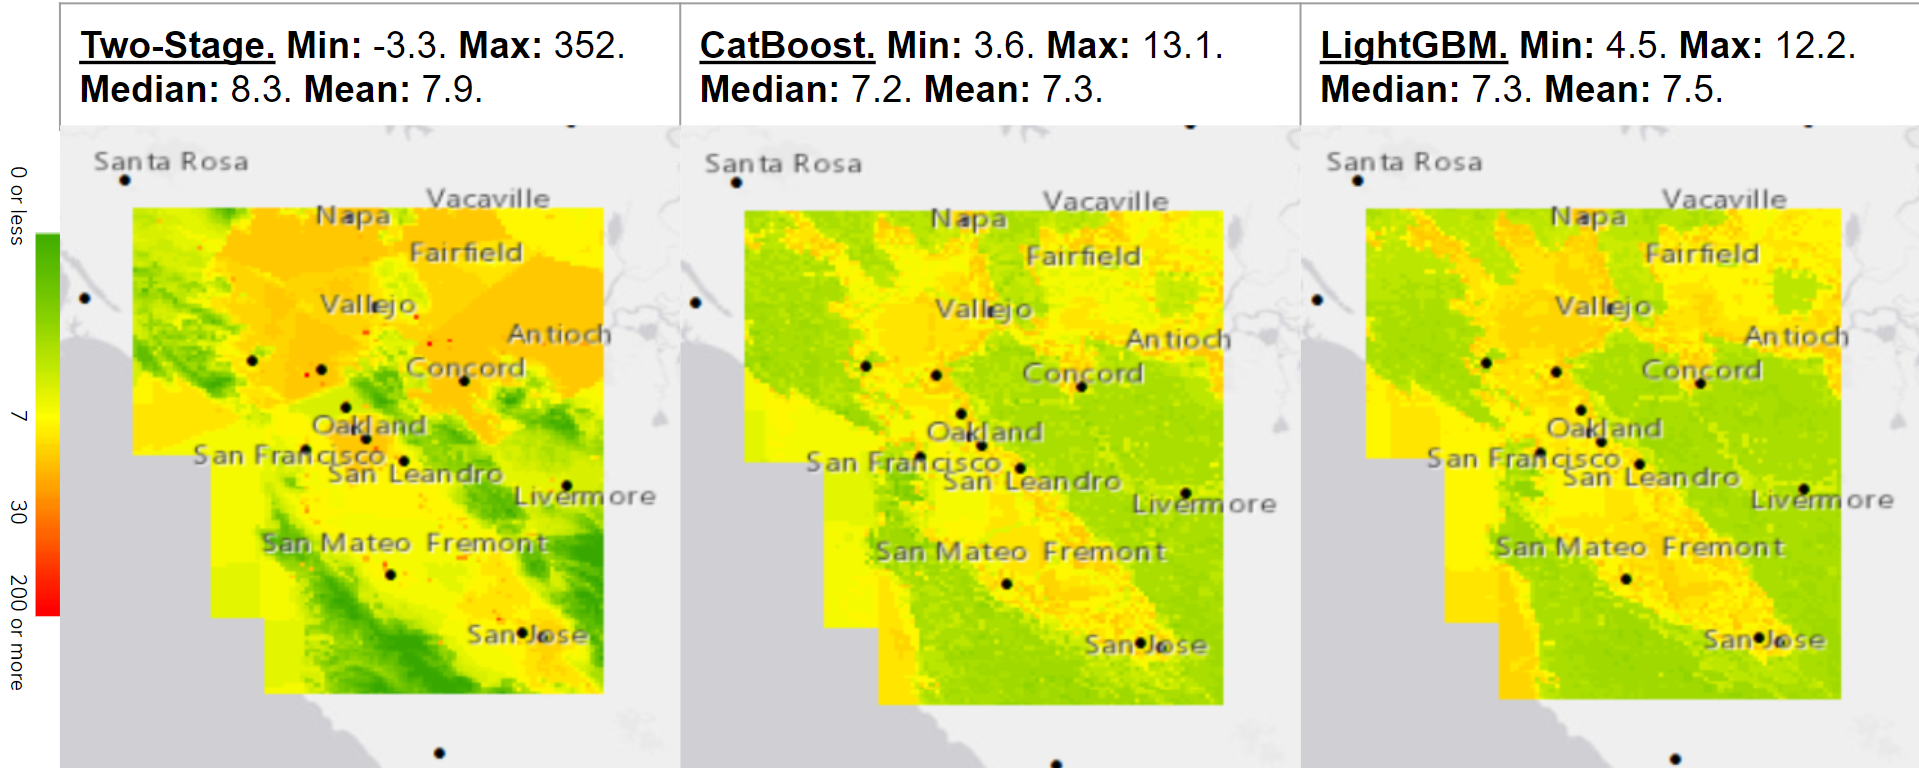 Two-Stage. Min: -3.3. Max: 352.
Median: 8.3. Mean: 7.9.
CatBoost. Min: 3.6. Max: 13.1.
Median: 7.2. Mean: 7.3.
LightGBM. Min: 4.5. Max: 12.2.
Median: 7.3. Mean: 7.5.
0 or less
7
30
200 or more
Santa Rosa
Vacaville
Napa
Fairfield
Vallejo
Antioch
Concord
Oakland
San Francisco
San Leandro
Livermore
San Mateo
Fremont
San Jose
Santa Rosa
Vacaville
Napa
Fairfield
Vallejo
Antioch
Concord
Oakland
San Francisco
San Leandro
Livermore
San Mateo
Fremont
San Jose
Santa Rosa
Vacaville
Napa
Fairfield
Vallejo
Antioch
Concord
Oakland
San Francisco
San Leandro
Livermore
San Mateo
Fremont
San Jose